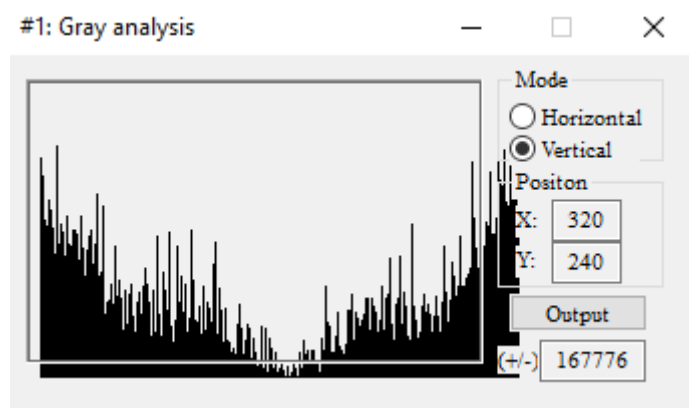 #1: Gray analysis
Mode
Horizontal
Vertical
Positon
X: 320
Y: 240
Output
(+/-) 167776